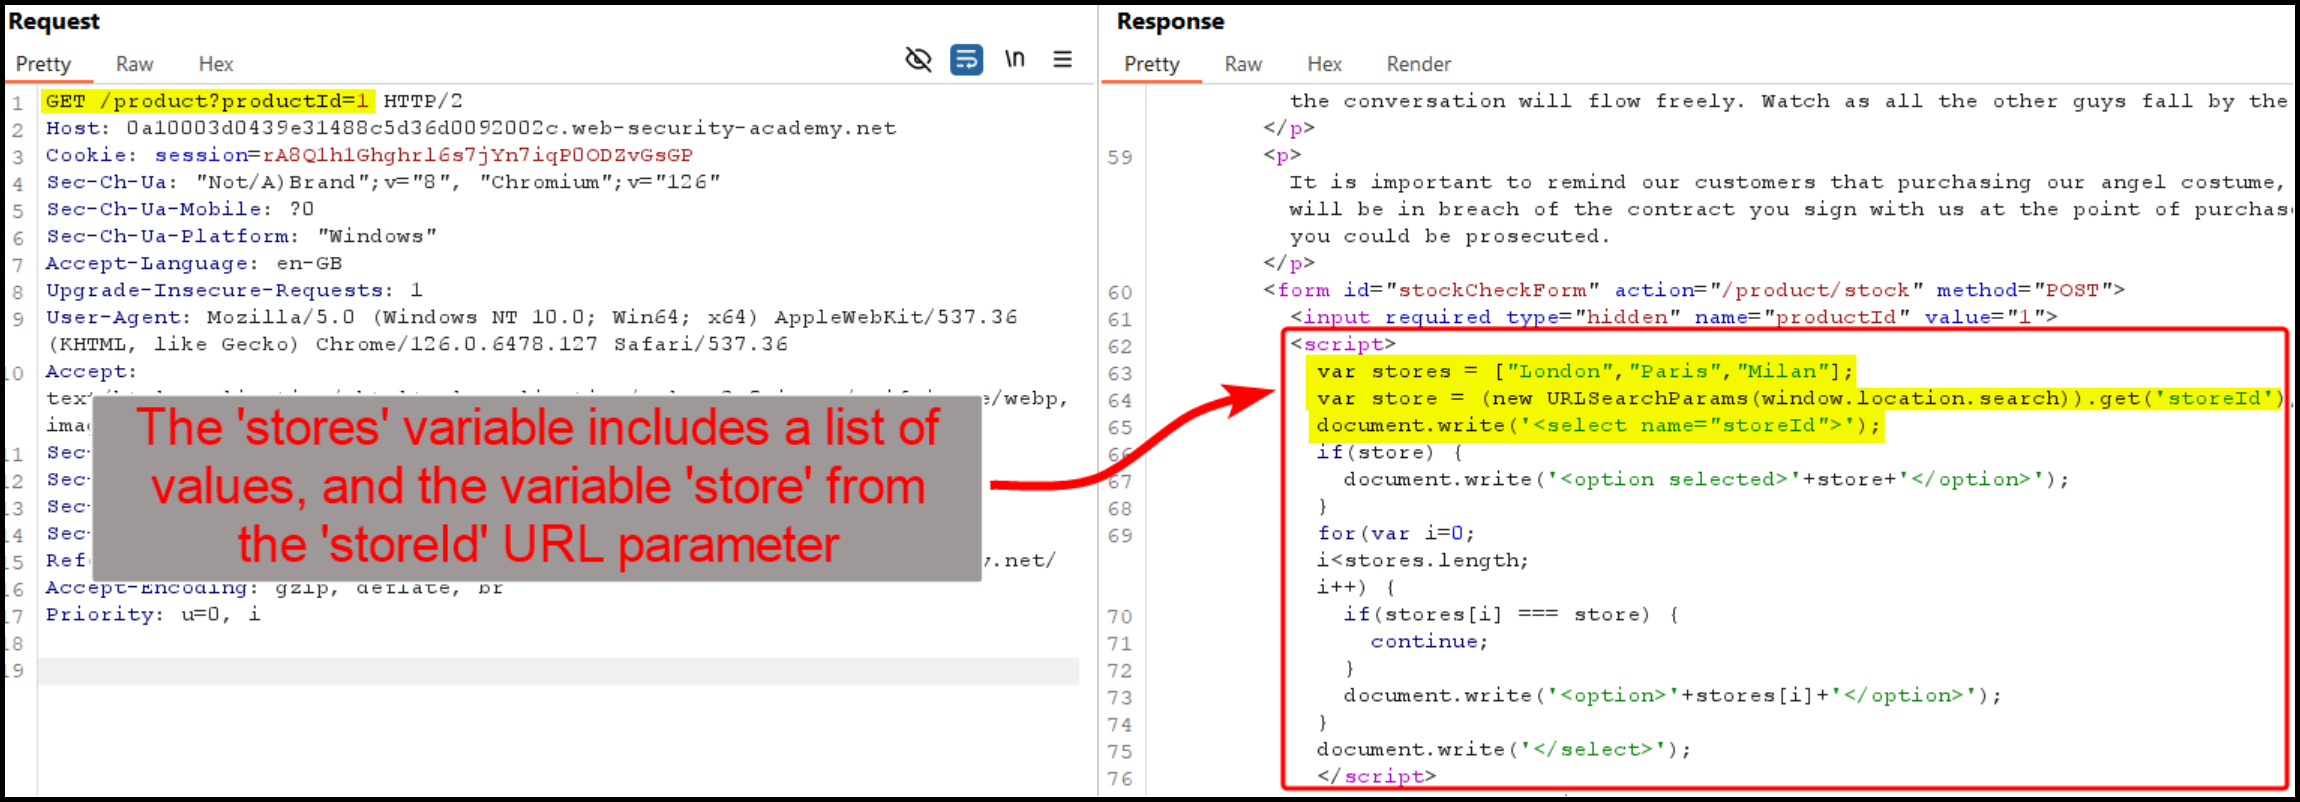 Request
Pretty Raw Hex
\n
1 GET /product?productId=1 HTTP/2
2 Host: 0a10003d0439e31488c5d36d0092002c.web-security-academy.net
3 Cookie: session=rA8Q1h1Ghghrl6s7jYn7iqP0ODZvGsGP
4 Sec-Ch-Ua: "Not/A)Brand";v="8", "Chromium";v="126"
5 Sec-Ch-Ua-Mobile: ?0
6 Sec-Ch-Ua-Platform: "Windows"
7 Accept-Language: en-GB
8 Upgrade-Insecure-Requests: 1
9 User-Agent: Mozilla/5.0 (Windows NT 10.0; Win64; x64) AppleWebKit/537.36
(KHTML, like Gecko) Chrome/126.0.6478.127 Safari/537.36
10 Accept:
e/webp,
11 Sec-
12 Sec-
13 Sec-
14 Sec-
15 Ref .net/
16 Accept-Encoding: gzip, deflate, br
17 Priority: u=0, i
18
19
The 'stores' variable includes a list of
values, and the variable 'store' from
the 'storeId' URL parameter
Response
Pretty Raw Hex Render
the conversation will flow freely. Watch as all the other guys fall by the
</p>
59 <p>
It is important to remind our customers that purchasing our angel costume,
will be in breach of the contract you sign with us at the point of purchas
you could be prosecuted.
</p>
60 <form id="stockCheckForm" action="/product/stock" method="POST">
61 <input required type="hidden" name="productId" value="1">
62 <script>
63 var stores = ["London","Paris","Milan"];
64 var store = (new URLSearchParams(window.location.search)).get('storeId')
65 document.write('<select name="storeId">');
66 if(store) {
67 document.write('<option selected>'+store+'</option>');
68 }
69 for(var i=0;
i<stores.length;
i++) {
70 if(stores[i] === store) {
71 continue;
72 }
73 document.write('<option>'+stores[i]+'</option>');
74 }
75 document.write('</select>');
76 </script>